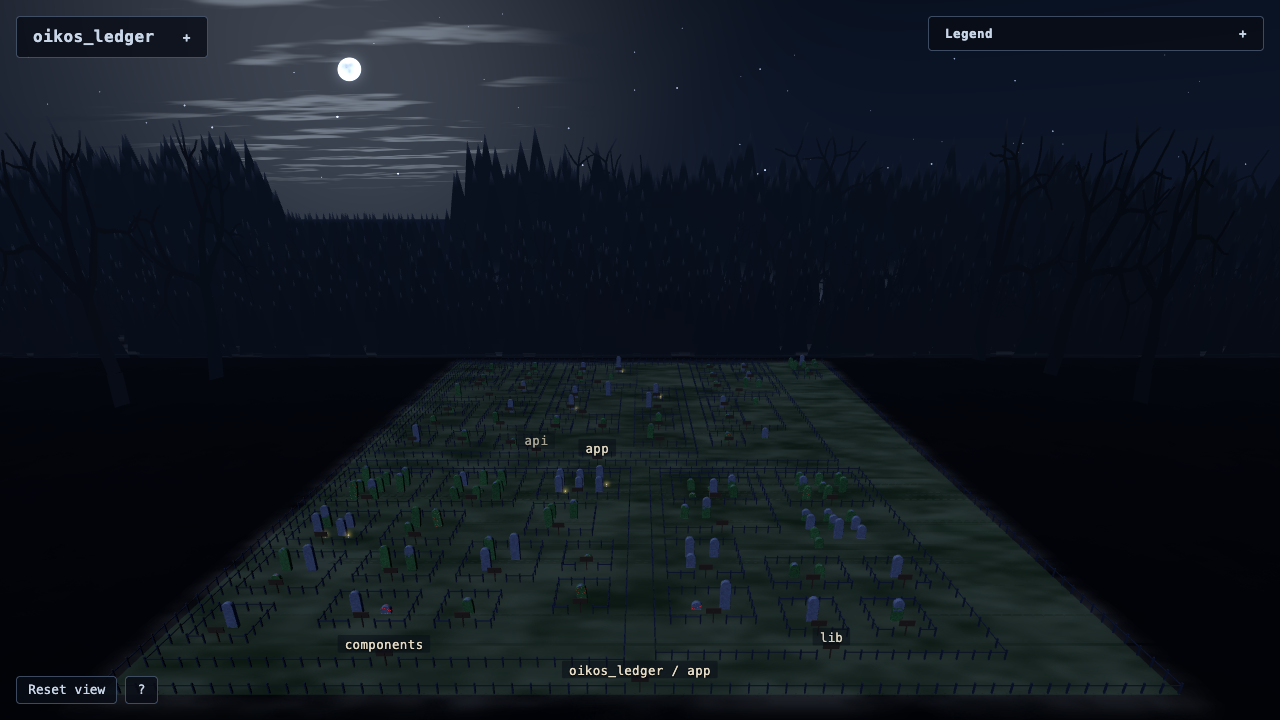 oikos_ledger +
Legend +
api
app
components
lib
oikos_ledger / app
Reset view
?